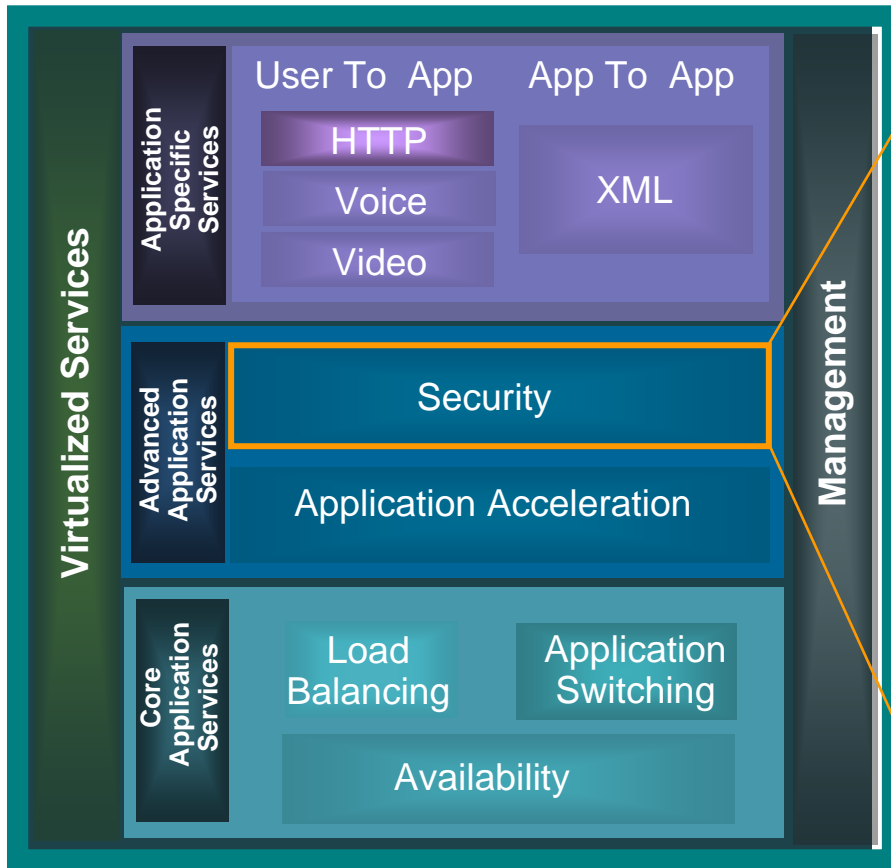 Virtualized Services
Application
Specific
Services
User To App
App To App
HTTP
Voice
Video
XML
Advanced
Application
Services
Security
Application Acceleration
Core
Application
Services
Load
Balancing
Application
Switching
Availability
Management